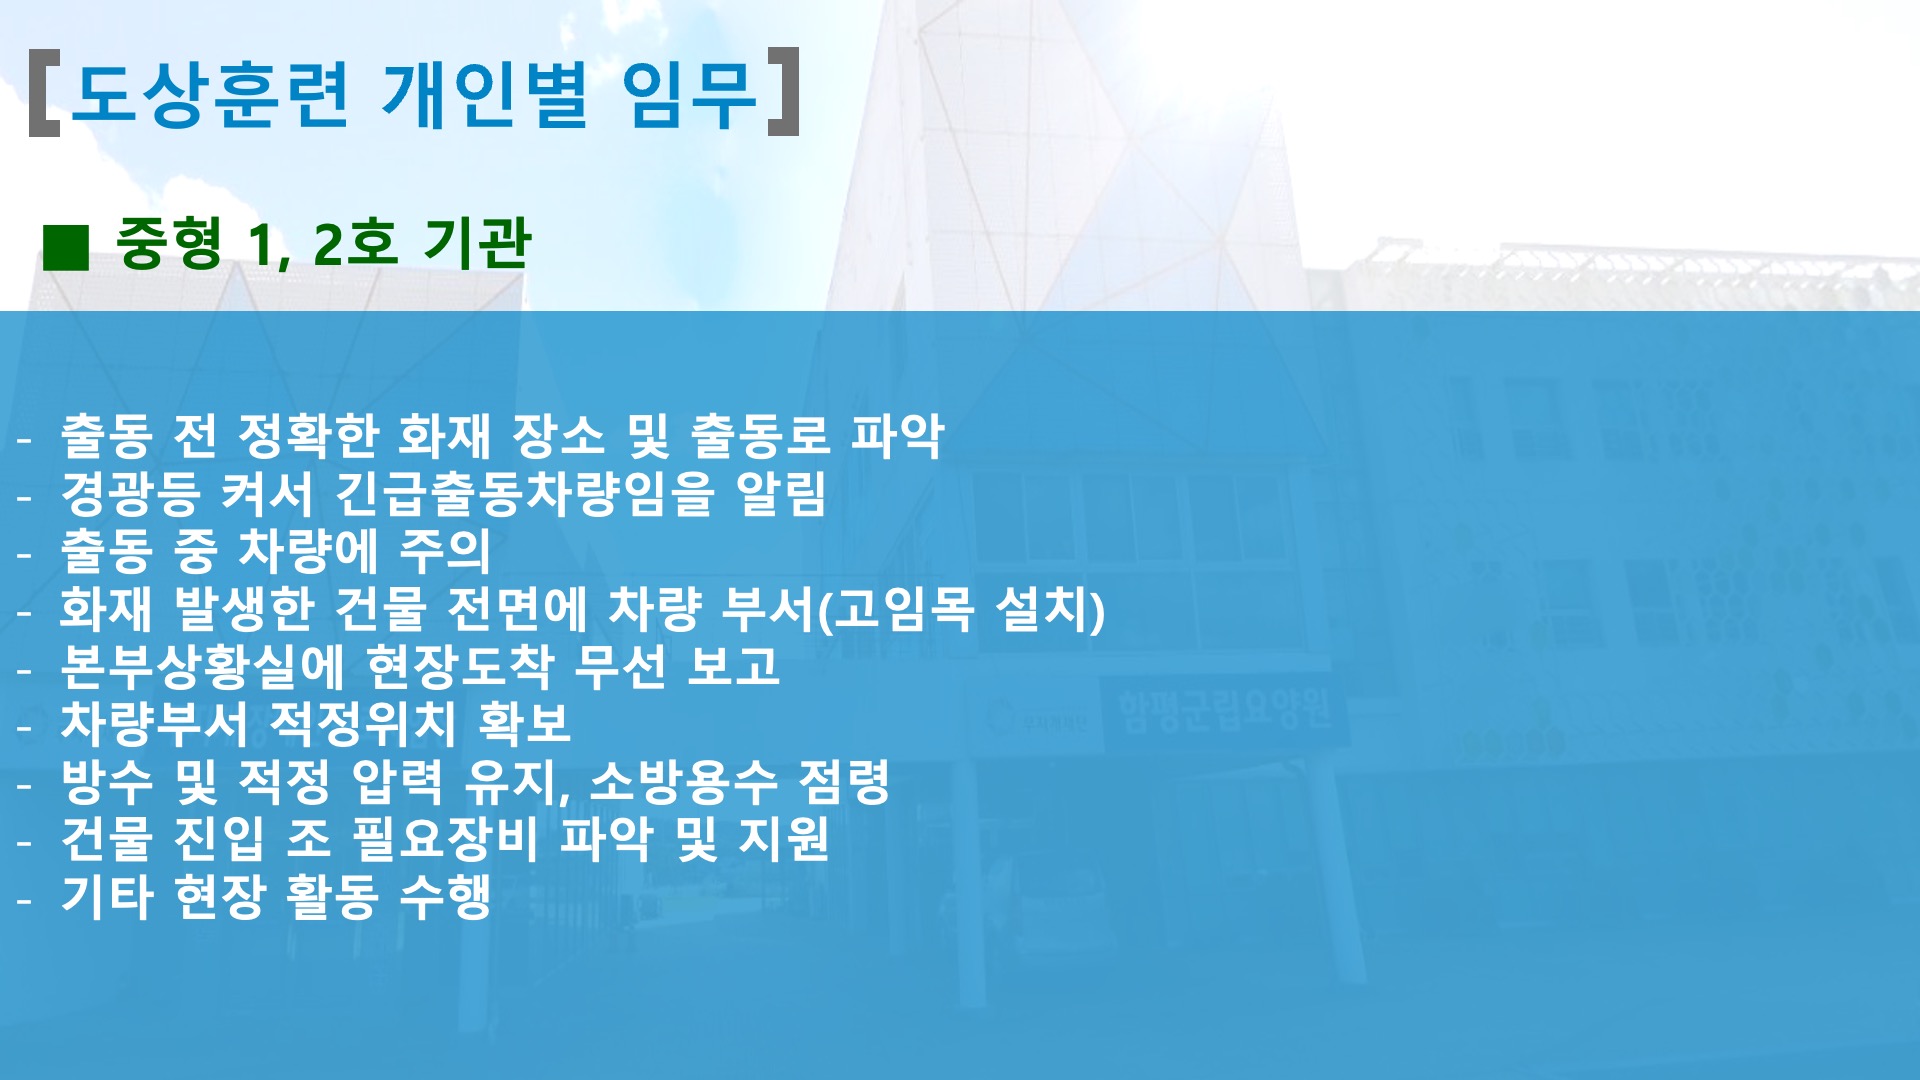 [도상훈련 개인별 임무]
■ 중형 1, 2호 기관
- 출동 전 정확한 화재 장소 및 출동로 파악
- 경광등 켜서 긴급출동차량임을 알림
- 출동 중 차량에 주의
- 화재 발생한 건물 전면에 차량 부서(고임목 설치)
- 본부상황실에 현장도착 무선 보고
- 차량부서 적정위치 확보
함평군립요양원
- 방수 및 적정 압력 유지, 소방용수 점령
- 건물 진입 조 필요장비 파악 및 지원
- 기타 현장 활동 수행